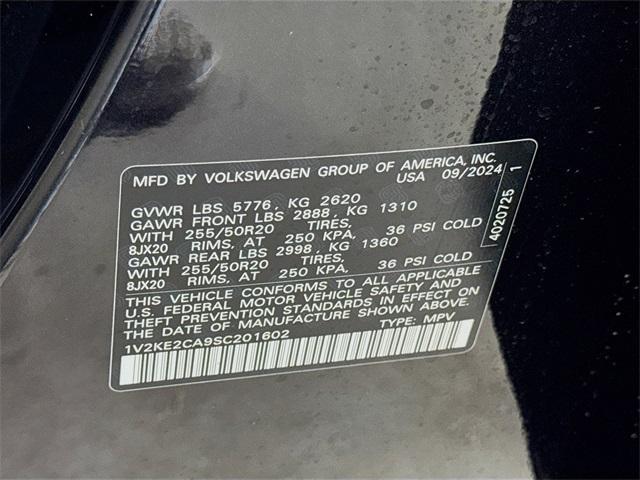 MFD BY VOLKSWAGEN GROUP OF AMERICA, INC.
USA 09/2024
GVWR LBS 5776, KG 2620
GAWR FRONT LBS 2888, KG 1310
WITH 255/50R20 TIRES,
8JX20 RIMS, AT 250 KPA, 36 PSI COLD
GAWR REAR LBS 2998, KG 1360
WITH 255/50R20 TIRES,
8JX20 RIMS, AT 250 KPA, 36 PSI COLD
THIS VEHICLE CONFORMS TO ALL APPLICABLE
U.S. FEDERAL MOTOR VEHICLE SAFETY AND
THEFT PREVENTION STANDARDS IN EFFECT ON
THE DATE OF MANUFACTURE SHOWN ABOVE.
1V2KE2CA9SC201602 TYPE: MPV
4020725 1